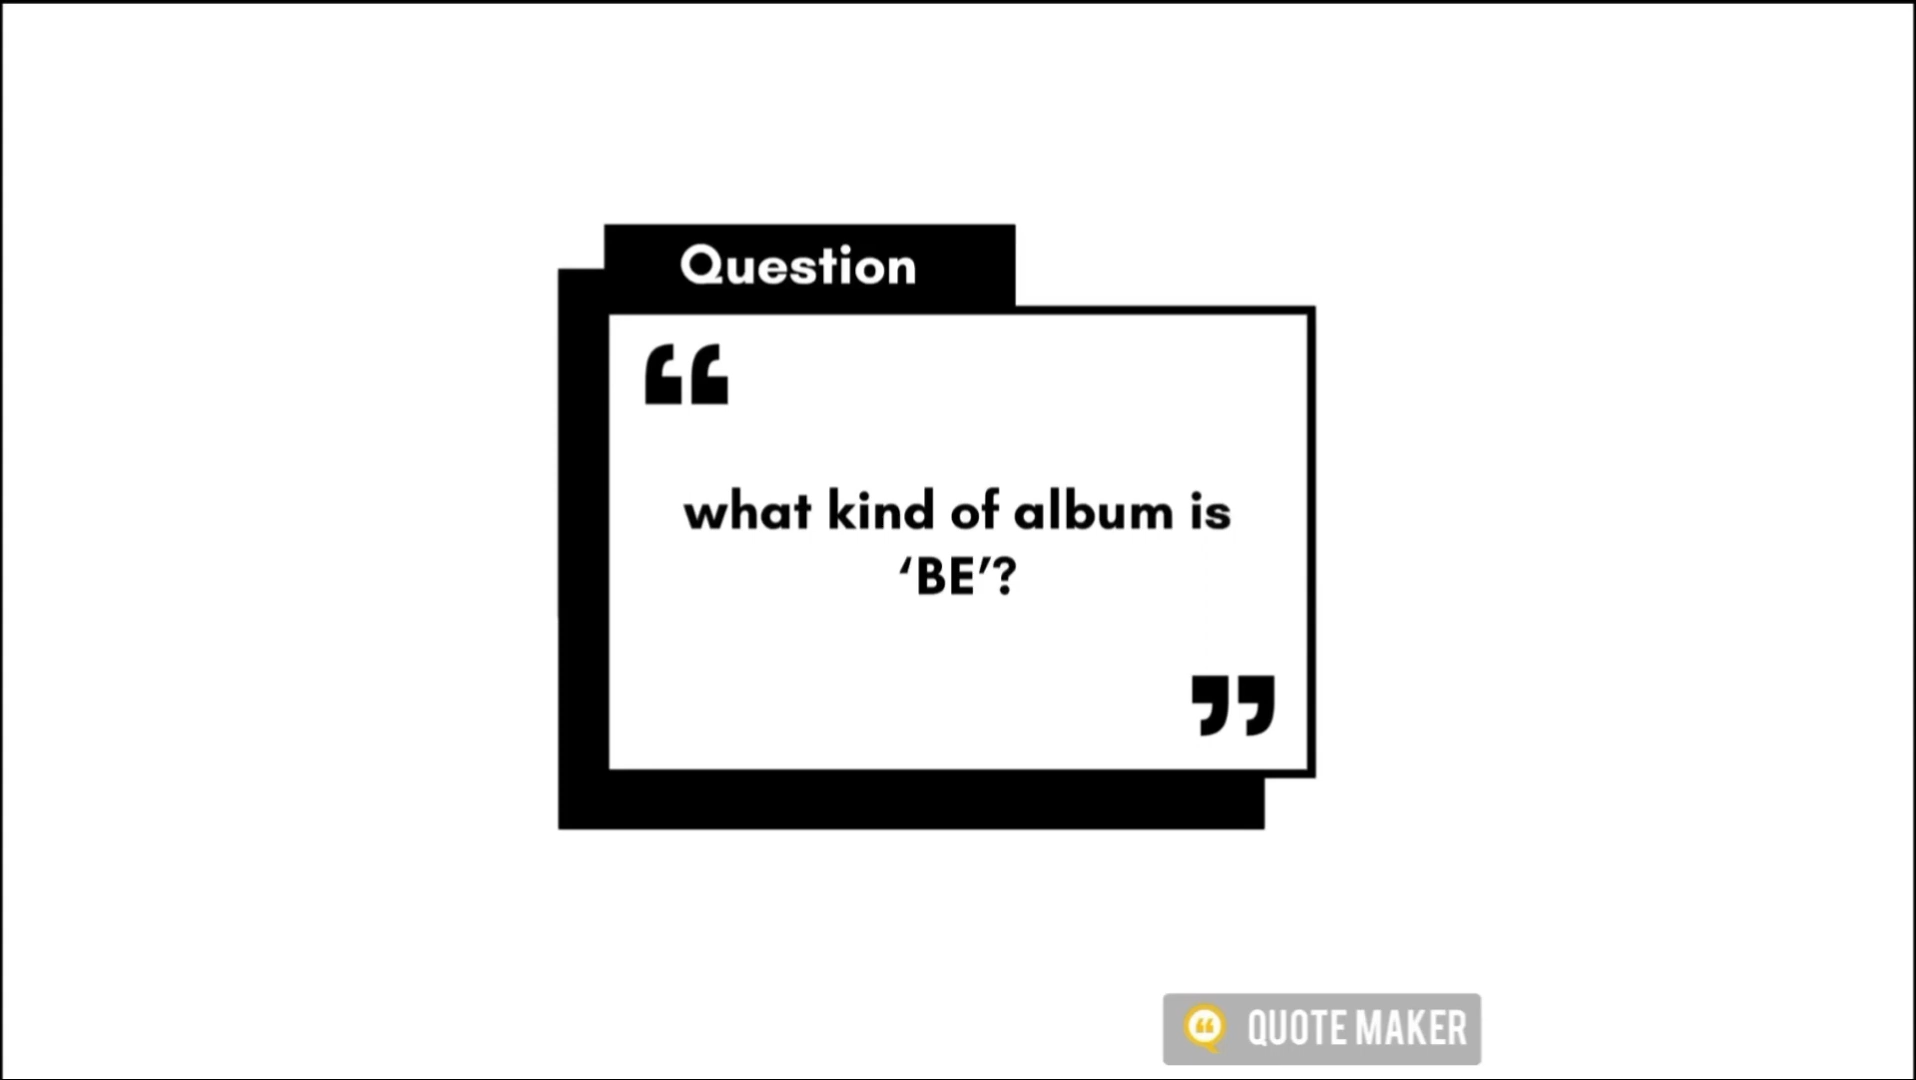 Question
“
what kind of album is
‘BE’?
”
QUOTE MAKER